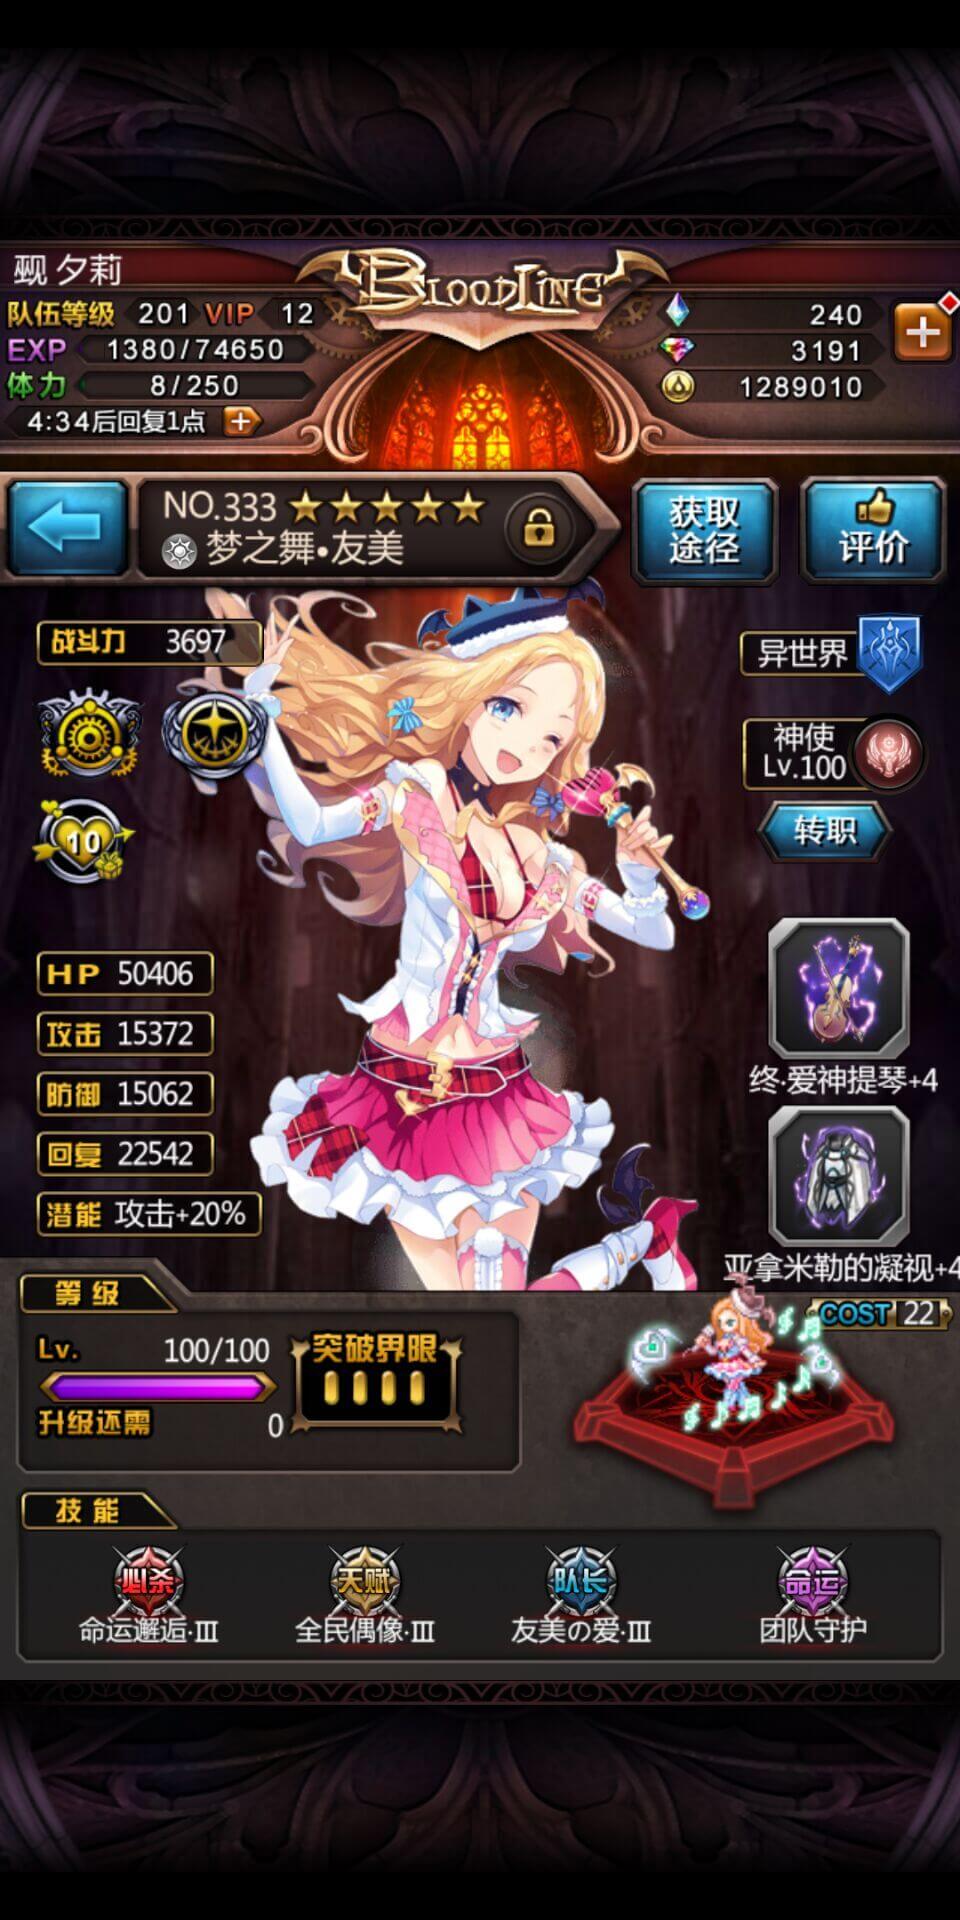 觋夕莉
BLOODLINE
队伍等级 201 VIP 12
240
EXP 1380/74650
3191
体力 8/250
1289010
4:34后回复1点
NO.333
梦之舞•友美
获取
途径
评价
战斗力 3697
异世界
神使
Lv.100
转职
10
HP 50406
攻击 15372
防御 15062
回复 22542
潜能 攻击+20%
终·爱神提琴+4
亚拿米勒的凝视+4
等级
COST 22
Lv. 100/100
突破界限
升级还需 0
技能
必杀
天赋
队长
命运
命运邂逅·III
全民偶像·III
友美の爱·III
团队守护